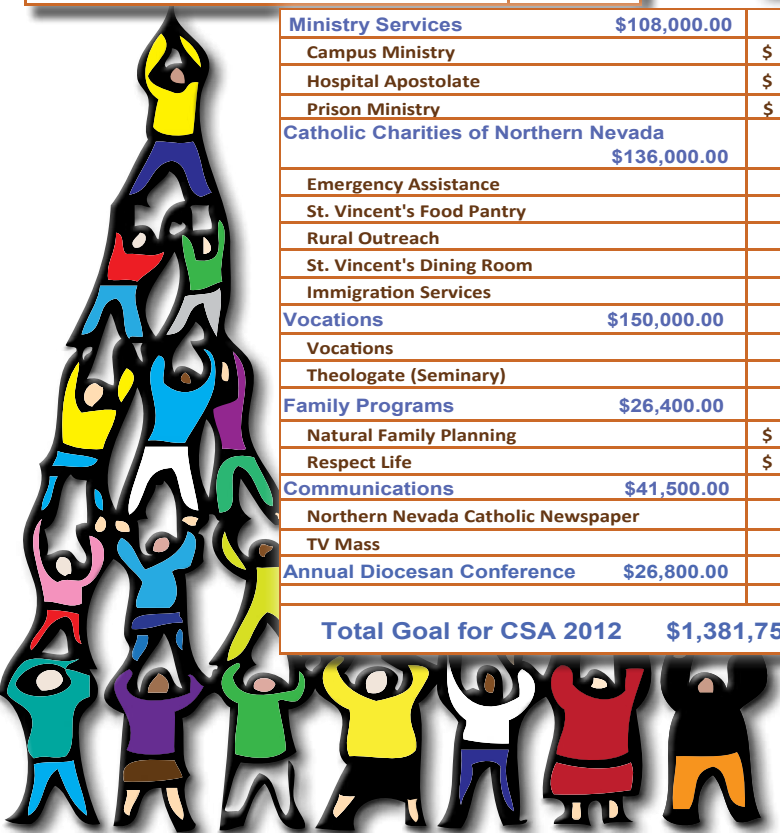 Ministry Services $108,000.00
Campus Ministry $
Hospital Apostolate $
Prison Ministry $
Catholic Charities of Northern Nevada
$136,000.00
Emergency Assistance
St. Vincent's Food Pantry
Rural Outreach
St. Vincent's Dining Room
Immigration Services
Vocations $150,000.00
Vocations
Theologate (Seminary)
Family Programs $26,400.00
Natural Family Planning $
Respect Life $
Communications $41,500.00
Northern Nevada Catholic Newspaper
TV Mass
Annual Diocesan Conference $26,800.00
Total Goal for CSA 2012 $1,381,75